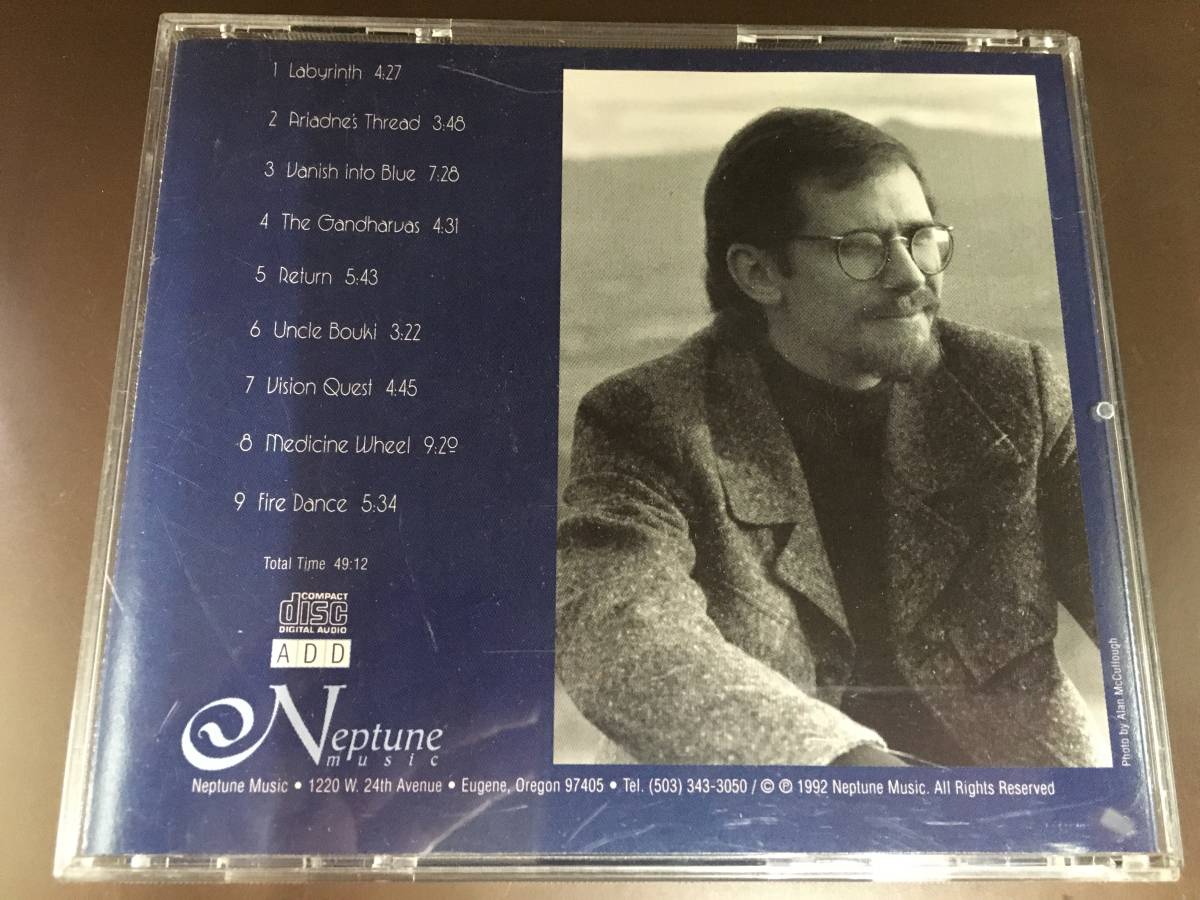 1 Labyrinth 4:27
2 Ariadne's Thread 3:48
3 Vanish into Blue 7:28
4 The Gandharvas 4:31
5 Return 5:43
6 Uncle Bouki 3:22
7 Vision Quest 4:45
8 Medicine Wheel 9:20
9 Fire Dance 5:34
Total Time 49:12
COMPACT
disc
DIGITAL AUDIO
A D D
Neptune
music
Neptune Music • 1220 W. 24th Avenue • Eugene, Oregon 97405 • Tel. (503) 343-3050 / © ℗ 1992 Neptune Music. All Rights Reserved
Photo by Alan McCullough